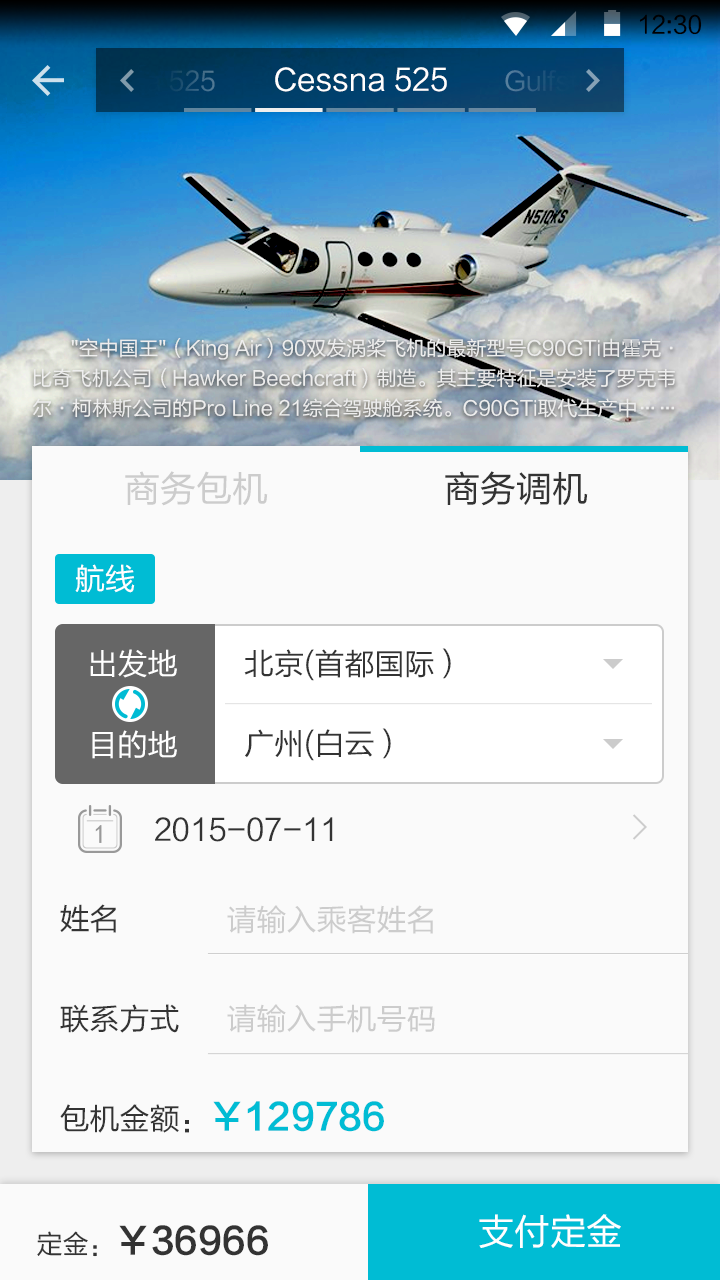 12:30
525
Cessna 525
Gulf
N510KS
"空中国王"（King Air）90双发涡桨飞机的最新型号C90GTi由霍克·
比奇飞机公司（Hawker Beechcraft）制造。其主要特征是安装了罗克韦
尔·柯林斯公司的Pro Line 21综合驾驶舱系统。C90GTi取代生产中……
商务包机
商务调机
航线
出发地
北京(首都国际）
目的地
广州(白云）
1
2015-07-11
姓名
请输入乘客姓名
联系方式
请输入手机号码
包机金额：￥129786
定金：￥36966
支付定金